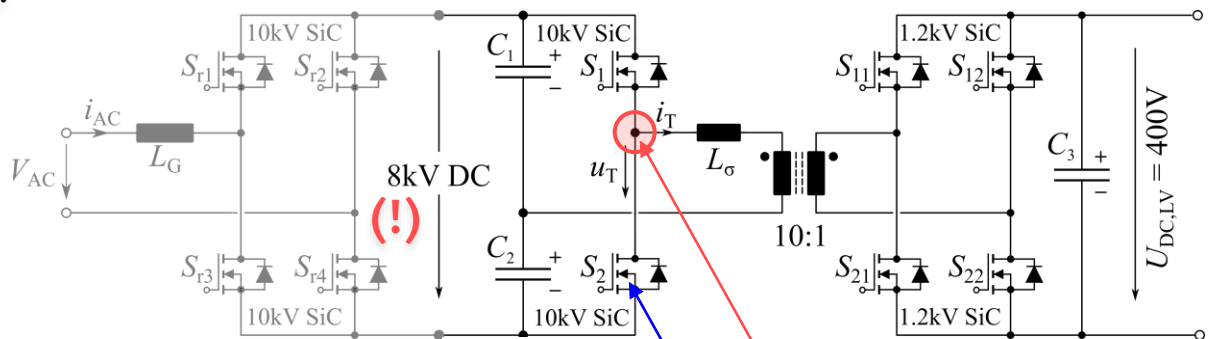 10kV SiC
10kV SiC
1.2kV SiC
S_r1
S_r2
C_1
+
−
S_1
S_11
S_12
i_AC
i_T
L_G
L_σ
V_AC
8kV DC
(!)
u_T
10:1
C_3
+
−
U_DC,LV = 400V
S_r3
S_r4
C_2
+
−
S_2
S_21
S_22
10kV SiC
10kV SiC
1.2kV SiC